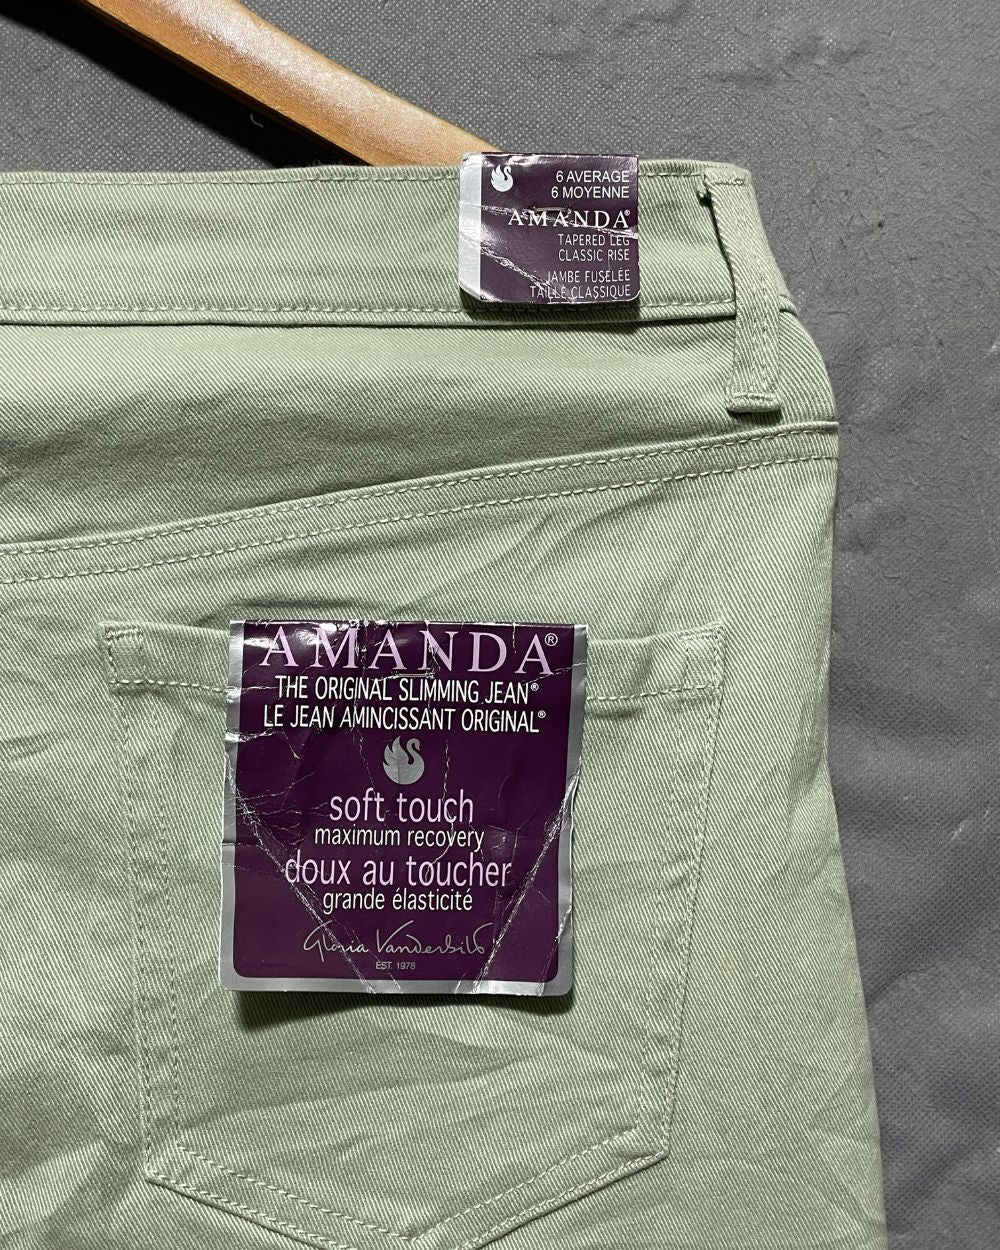 6 AVERAGE
6 MOYENNE
AMANDA®
TAPERED LEG
CLASSIC RISE
JAMBE FUSELÉE
TAILLE CLASSIQUE
AMANDA®
THE ORIGINAL SLIMMING JEAN®
LE JEAN AMINCISSANT ORIGINAL®
soft touch
maximum recovery
doux au toucher
grande élasticité
Gloria Vanderbilt
EST. 1978